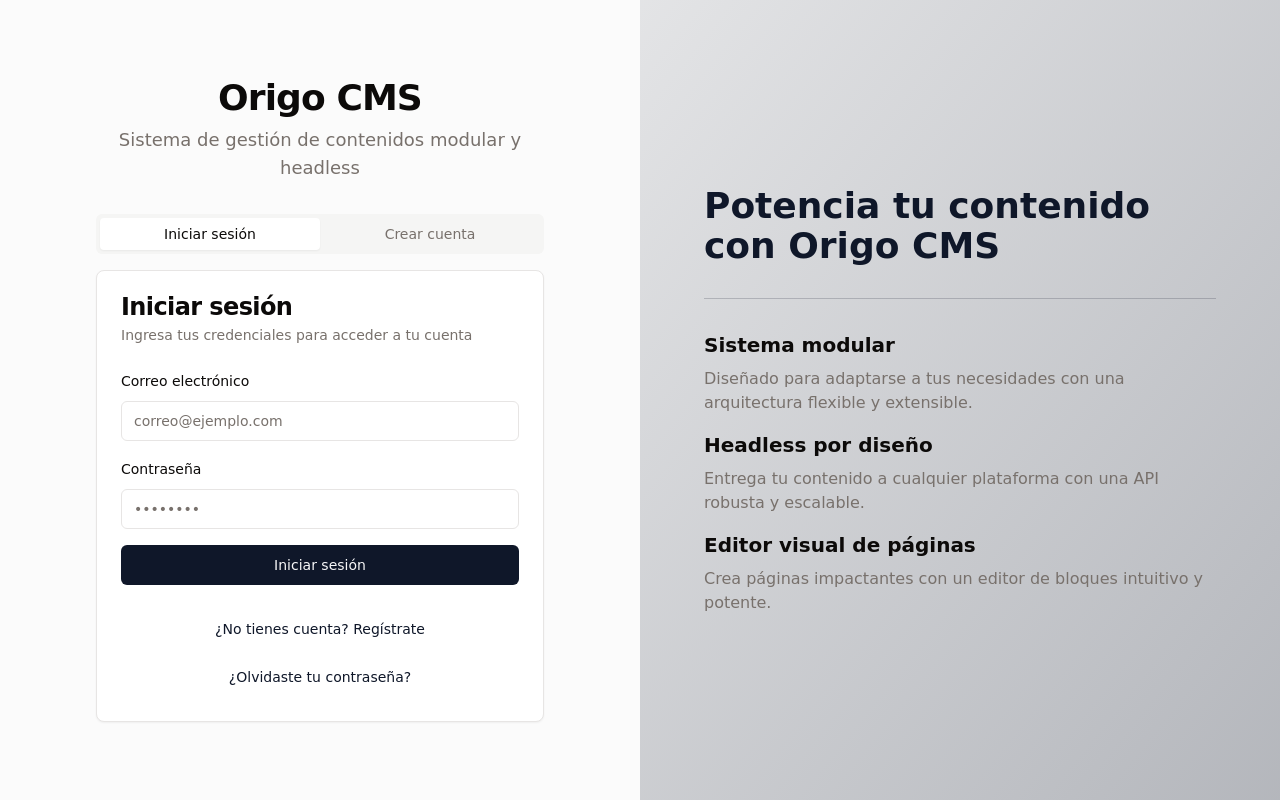 Origo CMS
Sistema de gestión de contenidos modular y
headless
Iniciar sesión
Crear cuenta
Iniciar sesión
Ingresa tus credenciales para acceder a tu cuenta
Correo electrónico
correo@ejemplo.com
Contraseña
••••••••
Iniciar sesión
¿No tienes cuenta? Regístrate
¿Olvidaste tu contraseña?
Potencia tu contenido
con Origo CMS
Sistema modular
Diseñado para adaptarse a tus necesidades con una
arquitectura flexible y extensible.
Headless por diseño
Entrega tu contenido a cualquier plataforma con una API
robusta y escalable.
Editor visual de páginas
Crea páginas impactantes con un editor de bloques intuitivo y
potente.